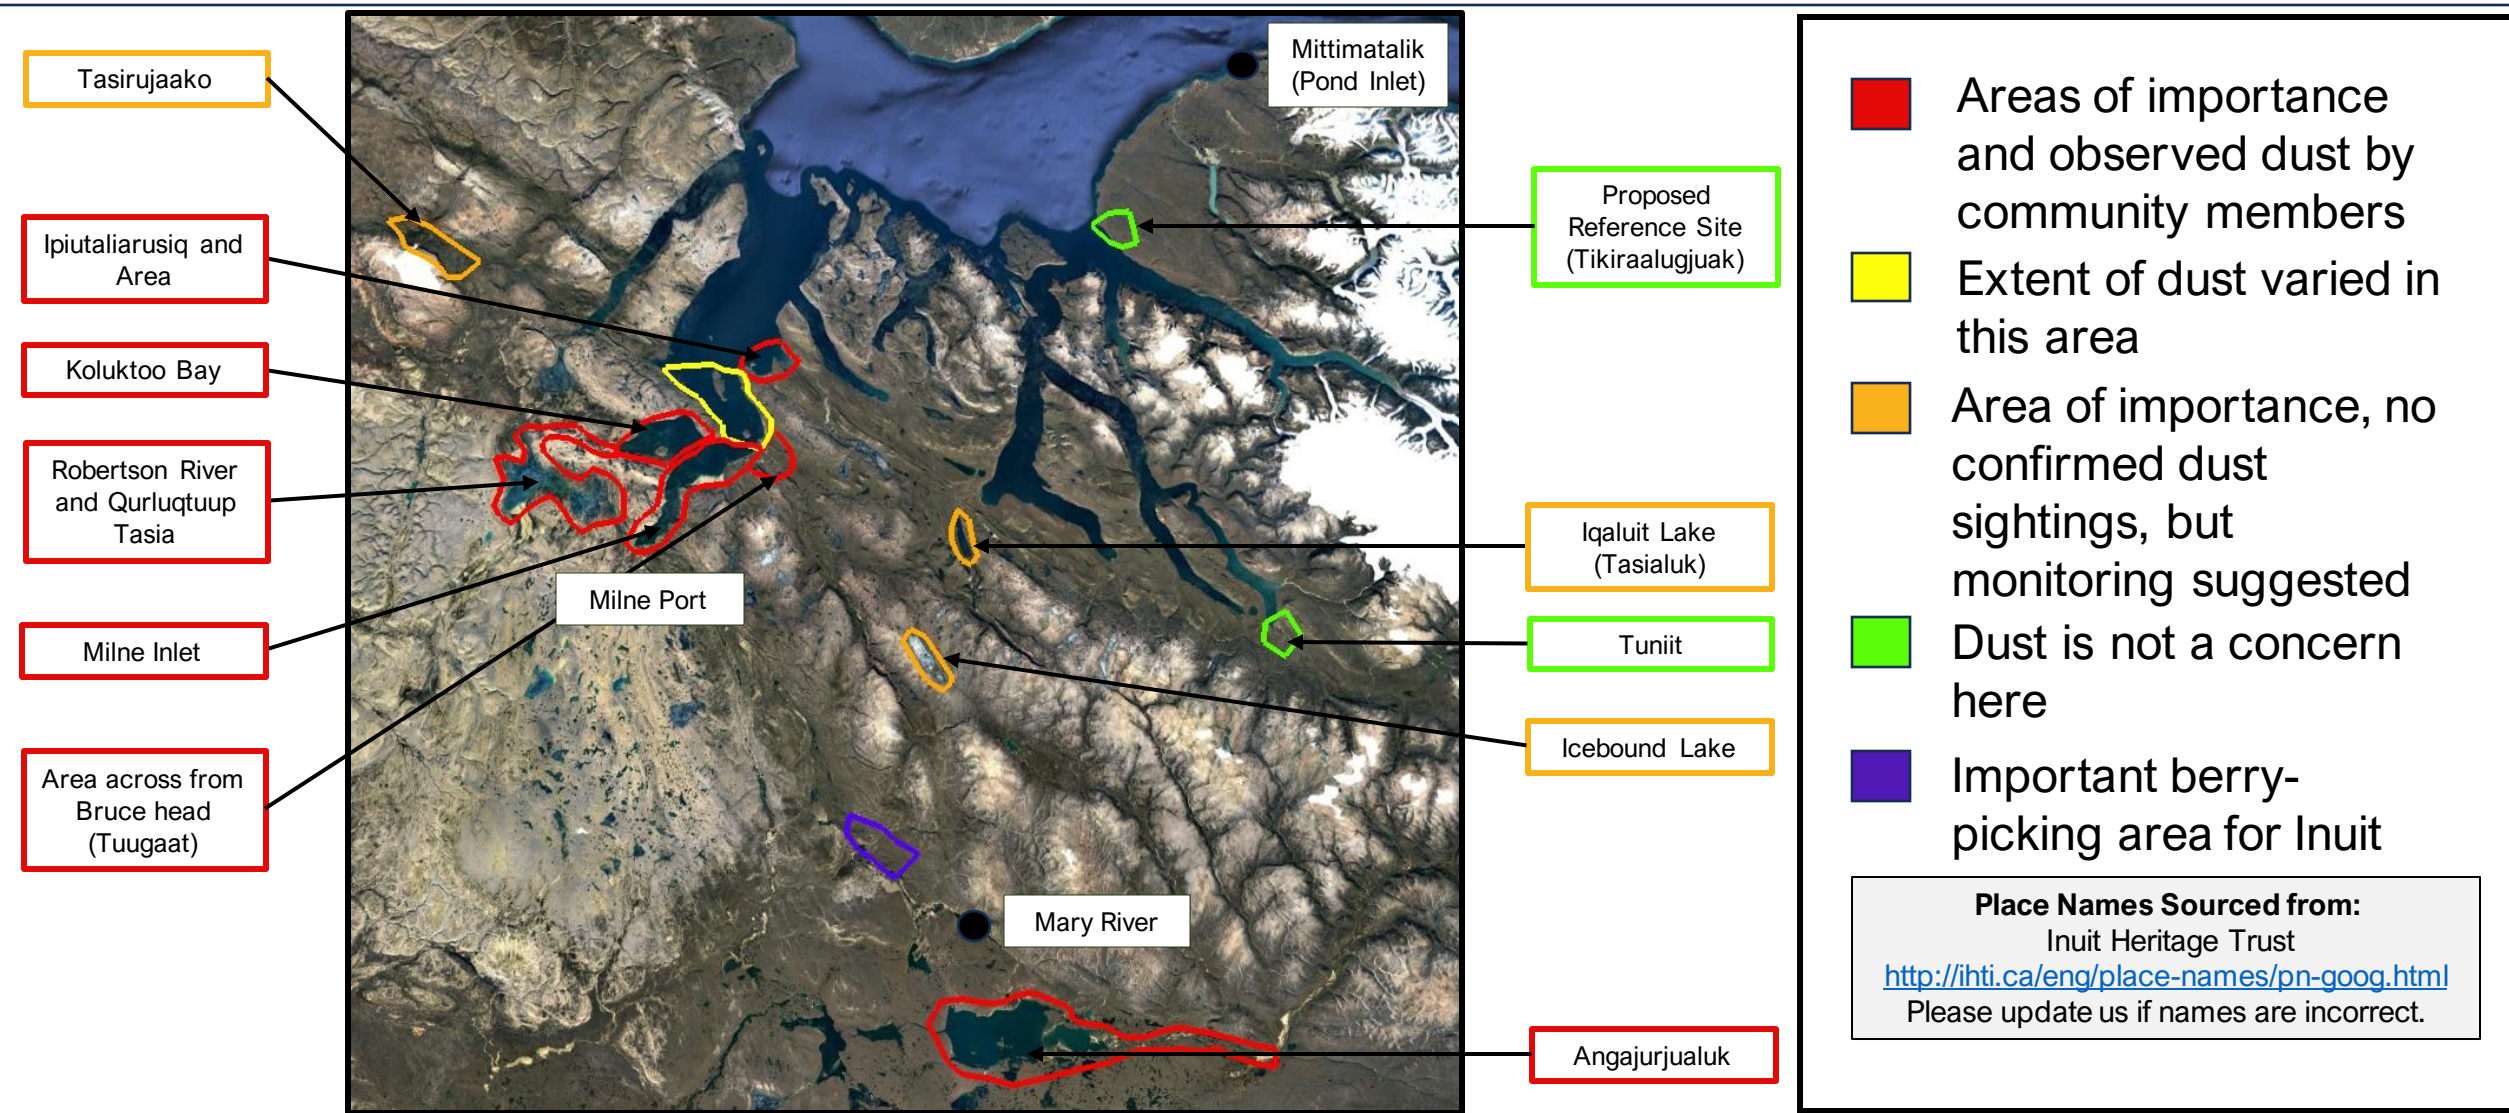 Tasirujaako
Ipiutaliarusiq and
Area
Koluktoo Bay
Robertson River
and Qurluqtuup
Tasia
Milne Inlet
Area across from
Bruce head
(Tuugaat)
Mittimatalik
(Pond Inlet)
Milne Port
Mary River
Proposed
Reference Site
(Tikiraalugjuak)
Iqaluit Lake
(Tasialuk)
Tuniit
Icebound Lake
Angajurjualuk
Areas of importance
and observed dust by
community members
Extent of dust varied in
this area
Area of importance, no
confirmed dust
sightings, but
monitoring suggested
Dust is not a concern
here
Important berry-
picking area for Inuit
Place Names Sourced from:
Inuit Heritage Trust
http://ihti.ca/eng/place-names/pn-goog.html
Please update us if names are incorrect.